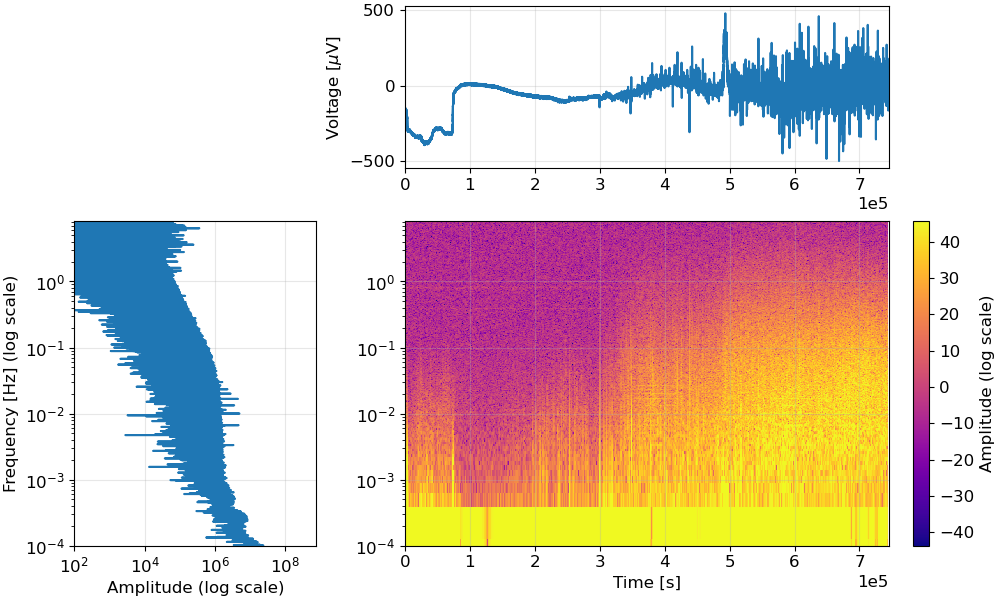 500
0
−500
Voltage [μV]
0 1 2 3 4 5 6 7
1e5
10⁰
10⁻¹
10⁻²
10⁻³
10⁻⁴
Frequency [Hz] (log scale)
10² 10⁴ 10⁶ 10⁸
Amplitude (log scale)
10⁰
10⁻¹
10⁻²
10⁻³
10⁻⁴
0 1 2 3 4 5 6 7
1e5
Time [s]
40
30
20
10
0
−10
−20
−30
−40
Amplitude (log scale)